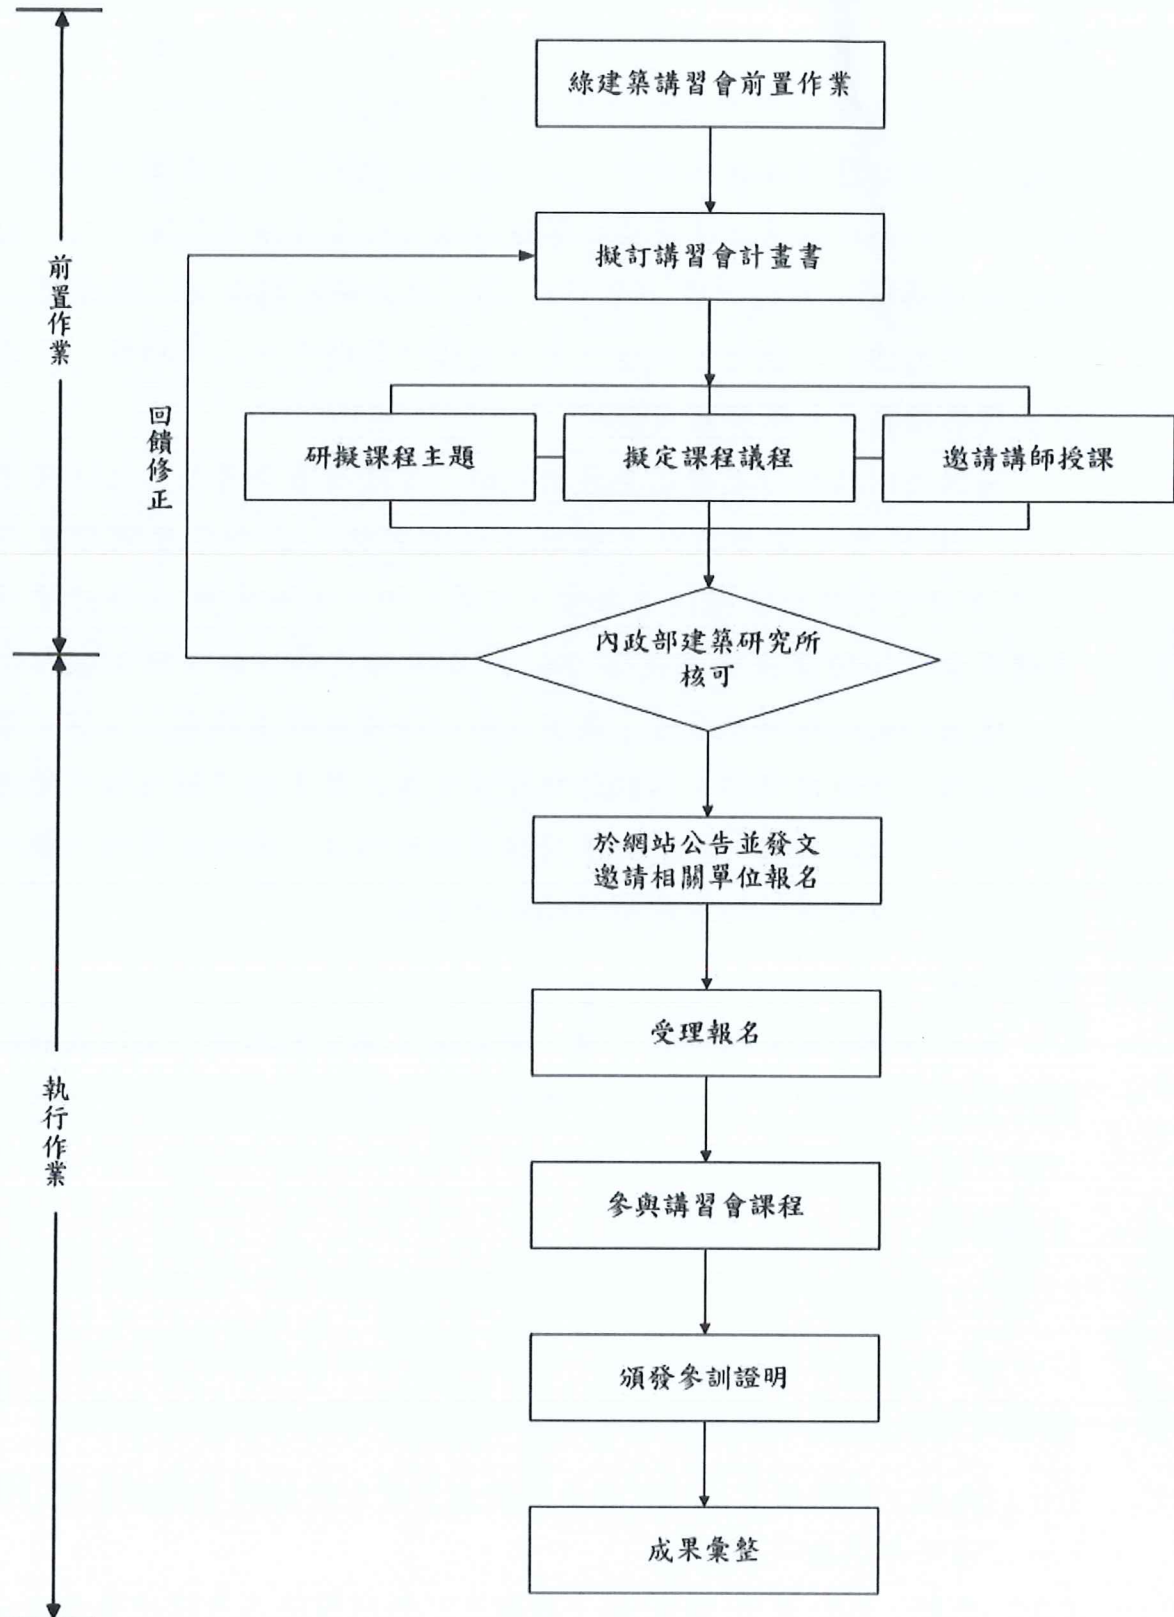 綠建築講習會前置作業
擬訂講習會計畫書
前置作業
回饋修正
研擬課程主題
擬定課程議程
邀請講師授課
內政部建築研究所
核可
於網站公告並發文
邀請相關單位報名
受理報名
執行作業
參與講習會課程
頒發參訓證明
成果彙整